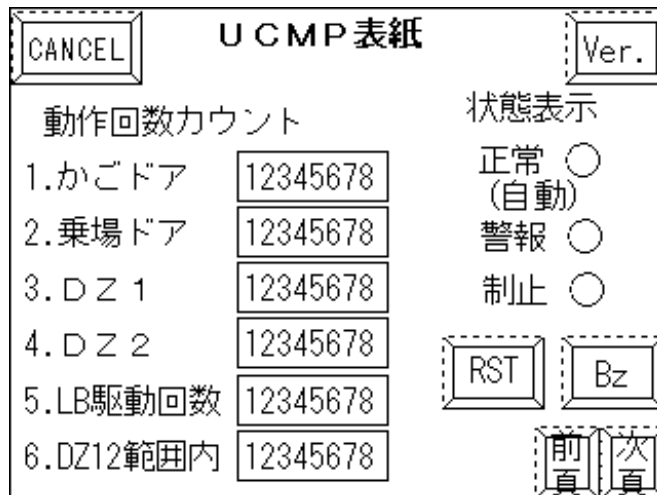 CANCEL
ＵＣＭＰ表紙
Ver.
動作回数カウント
状態表示
1.かごドア 12345678
正常
(自動)
2.乗場ドア 12345678
警報
3.ＤＺ１ 12345678
制止
4.ＤＺ２ 12345678
RST
Bz
5.LB駆動回数 12345678
6.DZ12範囲内 12345678
前頁
次頁